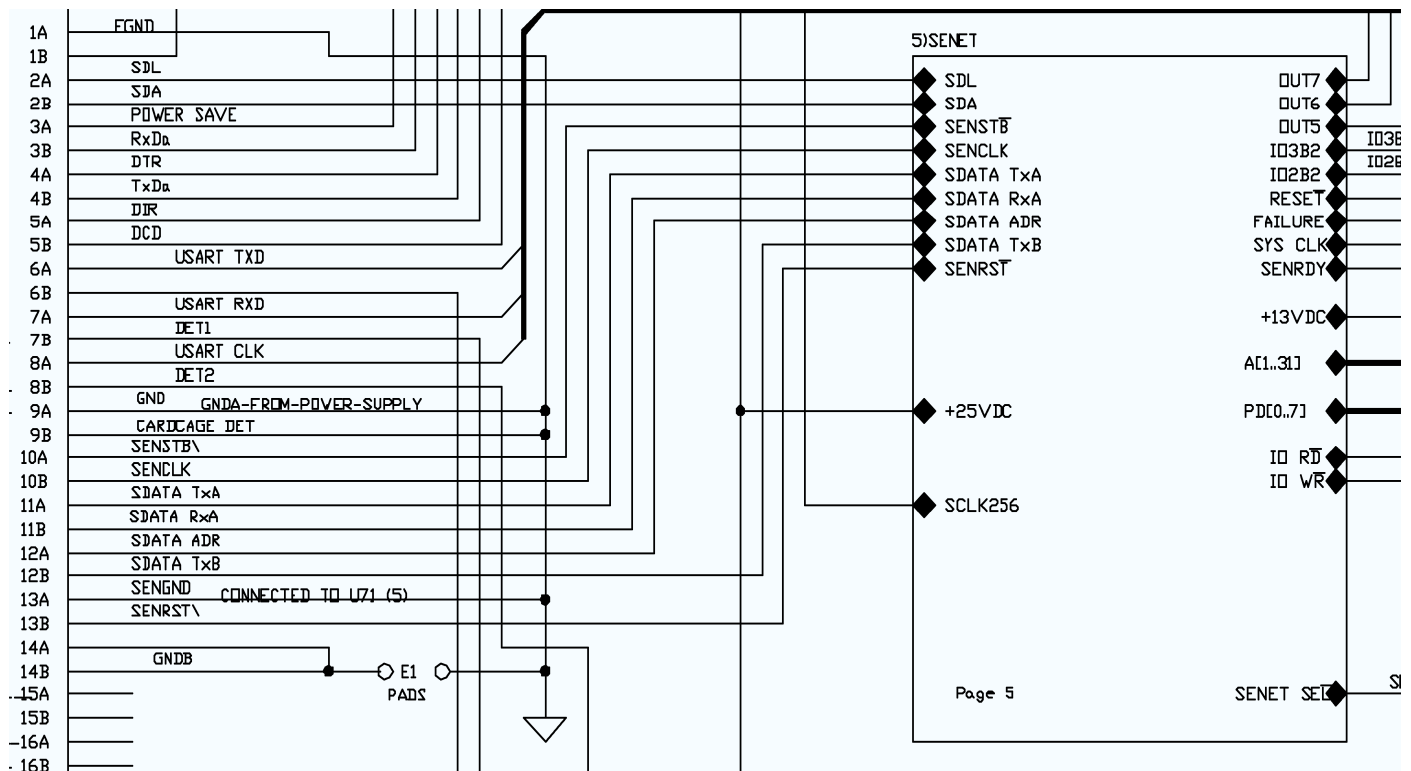 1A FGND
1B
SDL
2A
SDA
2B
POWER SAVE
3A
RxDa
3B
DTR
4A
TxDa
4B
DIR
5A
DCD
5B
USART TXD
6A
6B
USART RXD
7A
DET1
7B
USART CLK
8A
DET2
8B
GND GNDA-FROM-POWER-SUPPLY
9A
CARDCAGE DET
9B
SENSTB\
10A
SENCLK
10B
SDATA TxA
11A
SDATA RxA
11B
SDATA ADR
12A
SDATA TxB
12B
SENGND CONNECTED TO U71 (5)
13A
SENRST\
13B
14A
GNDB
14B
E1
PADS
15A
15B
16A
16B
5)SENET
SDL OUT7
SDA OUT6
SENSTB OUT5
SENCLK IO3B2
SDATA TxA IO2B2
SDATA RxA RESET
SDATA ADR FAILURE
SDATA TxB SYS CLK
SENRST SENRDY
+13VDC
A[1..31]
+25VDC PD[0..7]
IO RD
IO WR
SCLK256
Page 5 SENET SEL
IO3B
IO2B